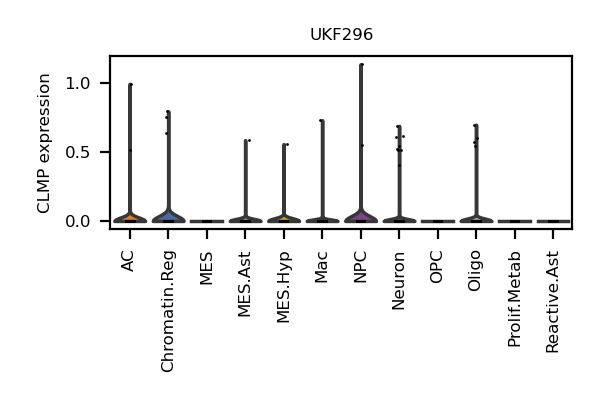 UKF296
CLMP expression
1.0
0.5
0.0
AC
Chromatin.Reg
MES
MES.Ast
MES.Hyp
Mac
NPC
Neuron
OPC
Oligo
Prolif.Metab
Reactive.Ast